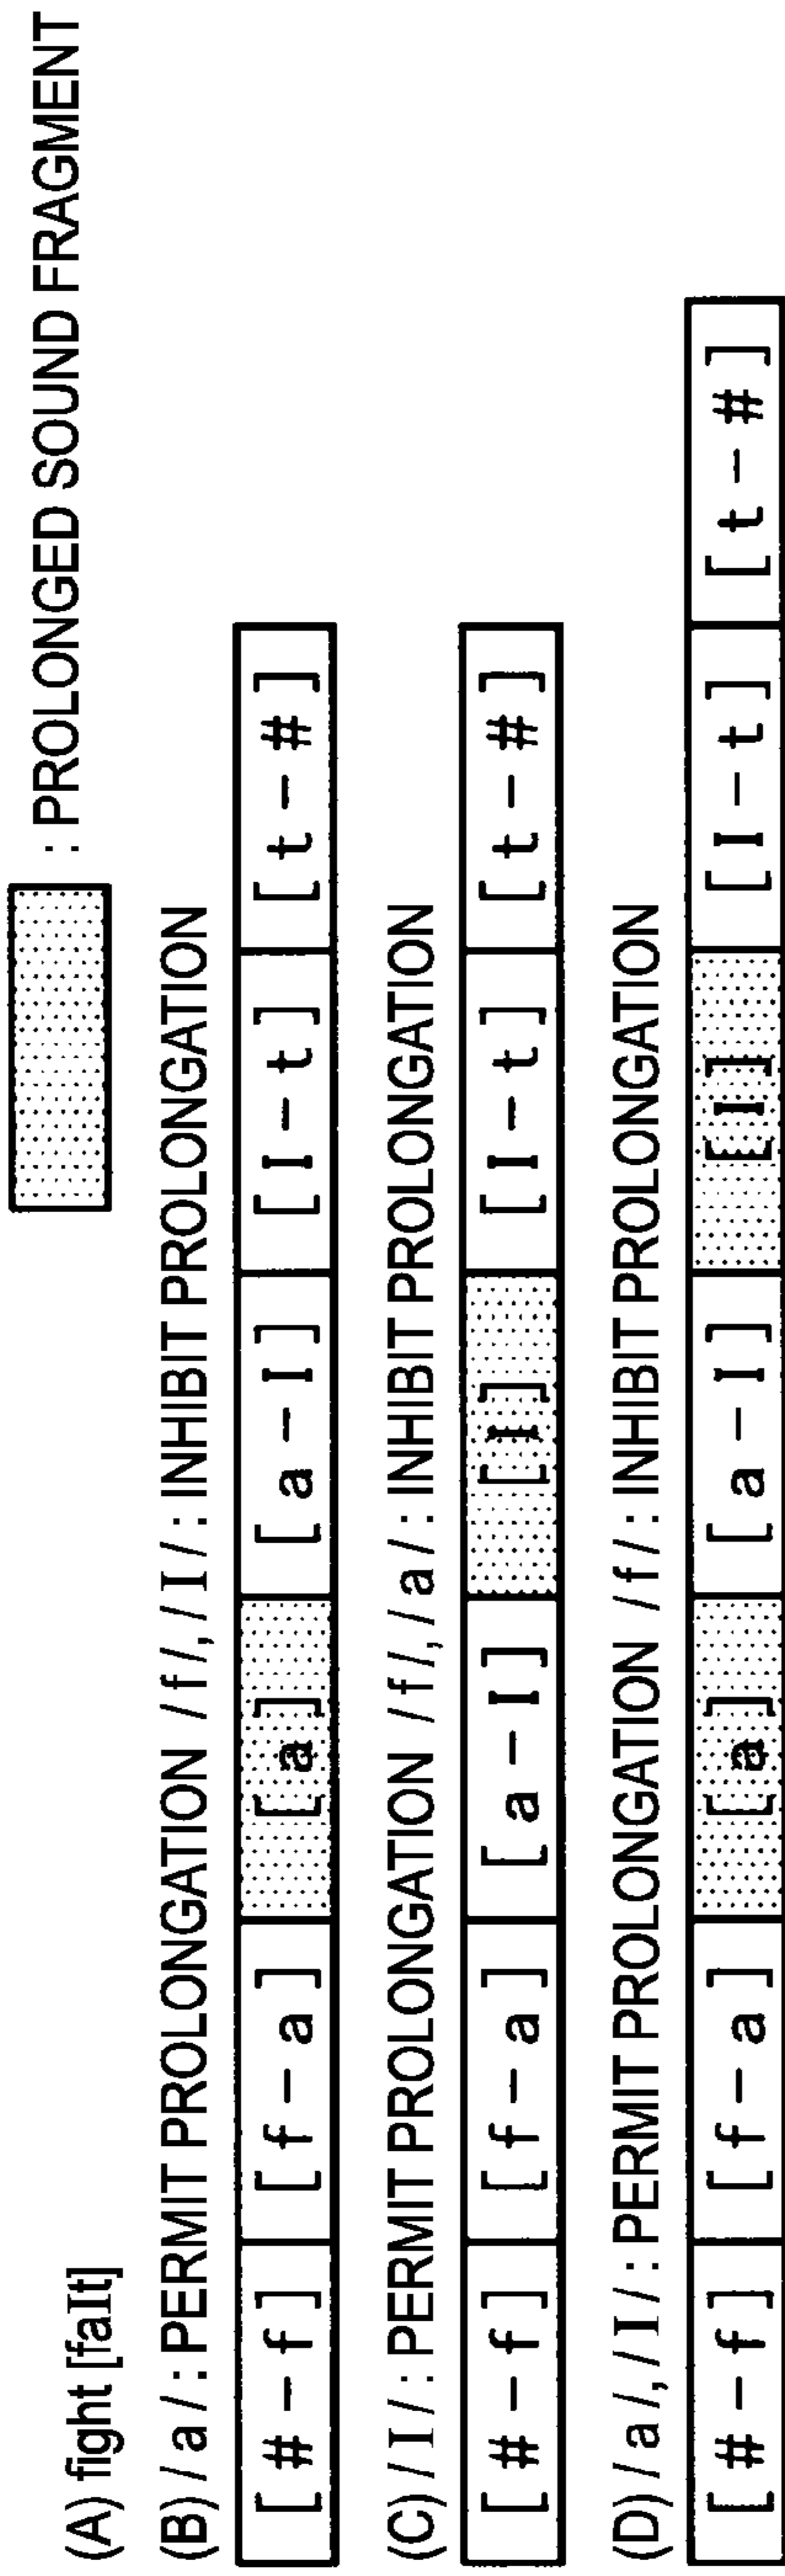 : PROLONGED SOUND FRAGMENT
(A) fight [faIt]
(B) / a / : PERMIT PROLONGATION / f /, / I / : INHIBIT PROLONGATION
[ # – f ] [ f – a ] [ a ] [ a – I ] [ I – t ] [ t – # ]
(C) / I / : PERMIT PROLONGATION / f /, / a / : INHIBIT PROLONGATION
[ # – f ] [ f – a ] [ a – I ] [ I ] [ I – t ] [ t – # ]
(D) / a /, / I / : PERMIT PROLONGATION / f / : INHIBIT PROLONGATION
[ # – f ] [ f – a ] [ a ] [ a – I ] [ I ] [ I – t ] [ t – # ]